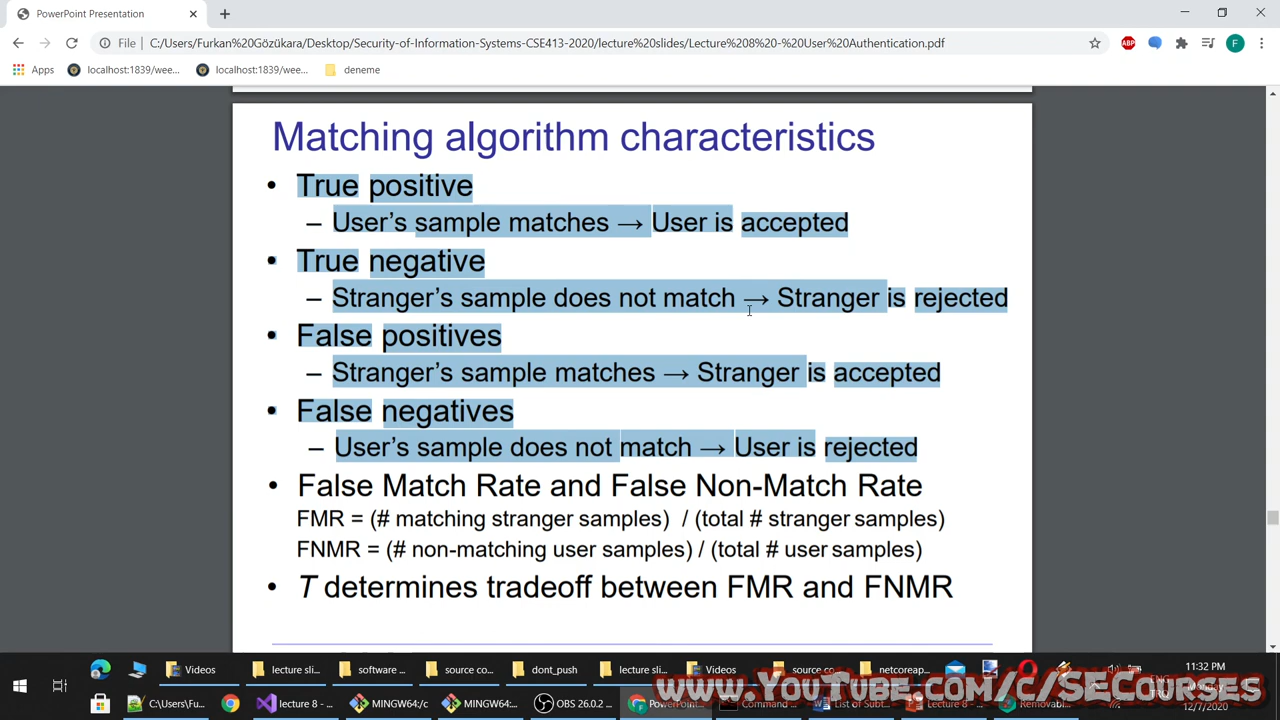 PowerPoint Presentation
File
C:/Users/Furkan%20Gözükara/Desktop/Security-of-Information-Systems-CSE413-2020/lecture%20slides/Lecture%208%20-%20User%20Authentication.pdf
ABP
F
Apps
localhost:1839/wee...
localhost:1839/wee...
deneme
Matching algorithm characteristics
• True positive
– User's sample matches → User is accepted
• True negative
– Stranger's sample does not match → Stranger is rejected
• False positives
– Stranger's sample matches → Stranger is accepted
• False negatives
– User's sample does not match → User is rejected
• False Match Rate and False Non-Match Rate
FMR = (# matching stranger samples) / (total # stranger samples)
FNMR = (# non-matching user samples) / (total # user samples)
• T determines tradeoff between FMR and FNMR
Videos
lecture sli...
software ...
source co...
dont_push
lecture sli...
Videos
source co...
netcoreap...
11:32 PM
Monday
12/7/2020
ENG
C:\Users\Fu...
lecture 8 - ...
MINGW64:/c
MINGW64:...
OBS 26.0.2 ...
PowerPoint...
Command ...
List of Subt...
Lecture 8 - ...
Removabl...
www.YouTube.com/c/SECourses